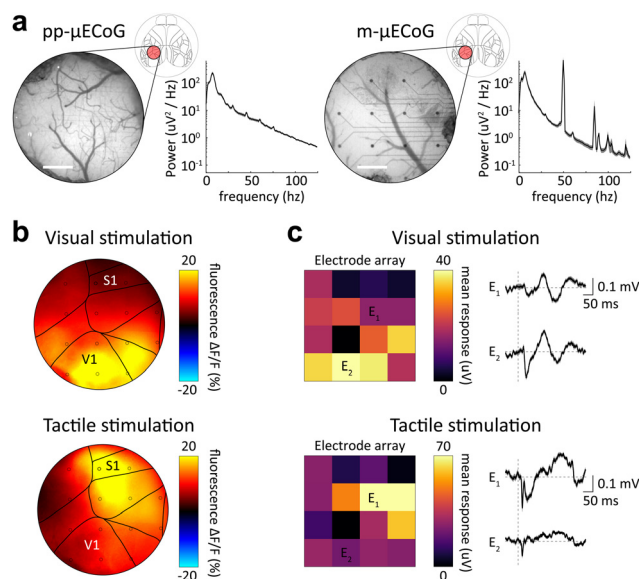 a
pp-µECoG
m-µECoG
Power (uV² / Hz)
10²
10¹
10⁰
10⁻¹
0
50
100
frequency (hz)
Power (uV² / Hz)
10²
10¹
10⁰
10⁻¹
0
50
100
frequency (hz)
b
Visual stimulation
S1
V1
20
-20
fluorescence ΔF/F (%)
Tactile stimulation
S1
V1
20
-20
fluorescence ΔF/F (%)
c
Visual stimulation
Electrode array
E₁
E₂
40
0
mean response (uV)
E₁
E₂
0.1 mV
50 ms
Tactile stimulation
Electrode array
E₁
E₂
70
0
mean response (uV)
E₁
E₂
0.1 mV
50 ms